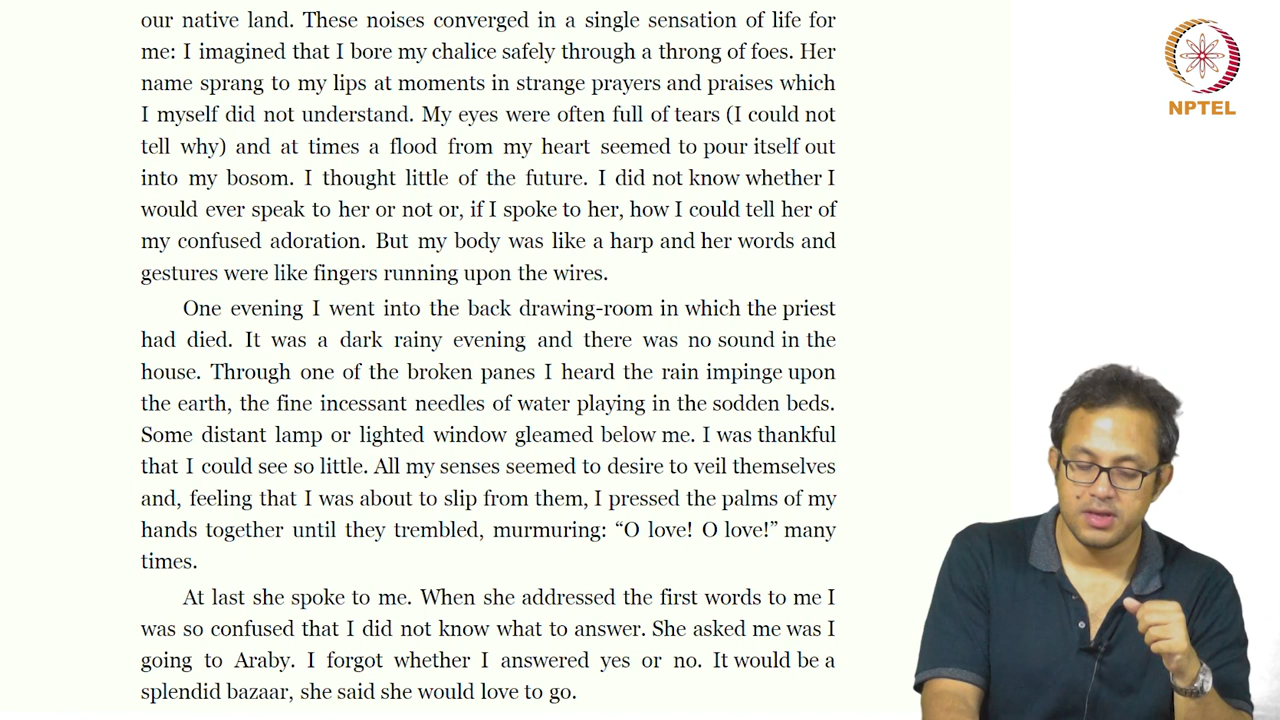 our native land. These noises converged in a single sensation of life for
me: I imagined that I bore my chalice safely through a throng of foes. Her
name sprang to my lips at moments in strange prayers and praises which
I myself did not understand. My eyes were often full of tears (I could not
tell why) and at times a flood from my heart seemed to pour itself out
into my bosom. I thought little of the future. I did not know whether I
would ever speak to her or not or, if I spoke to her, how I could tell her of
my confused adoration. But my body was like a harp and her words and
gestures were like fingers running upon the wires.
One evening I went into the back drawing-room in which the priest
had died. It was a dark rainy evening and there was no sound in the
house. Through one of the broken panes I heard the rain impinge upon
the earth, the fine incessant needles of water playing in the sodden beds.
Some distant lamp or lighted window gleamed below me. I was thankful
that I could see so little. All my senses seemed to desire to veil themselves
and, feeling that I was about to slip from them, I pressed the palms of my
hands together until they trembled, murmuring: “O love! O love!” many
times.
At last she spoke to me. When she addressed the first words to me I
was so confused that I did not know what to answer. She asked me was I
going to Araby. I forgot whether I answered yes or no. It would be a
splendid bazaar, she said she would love to go.
NPTEL